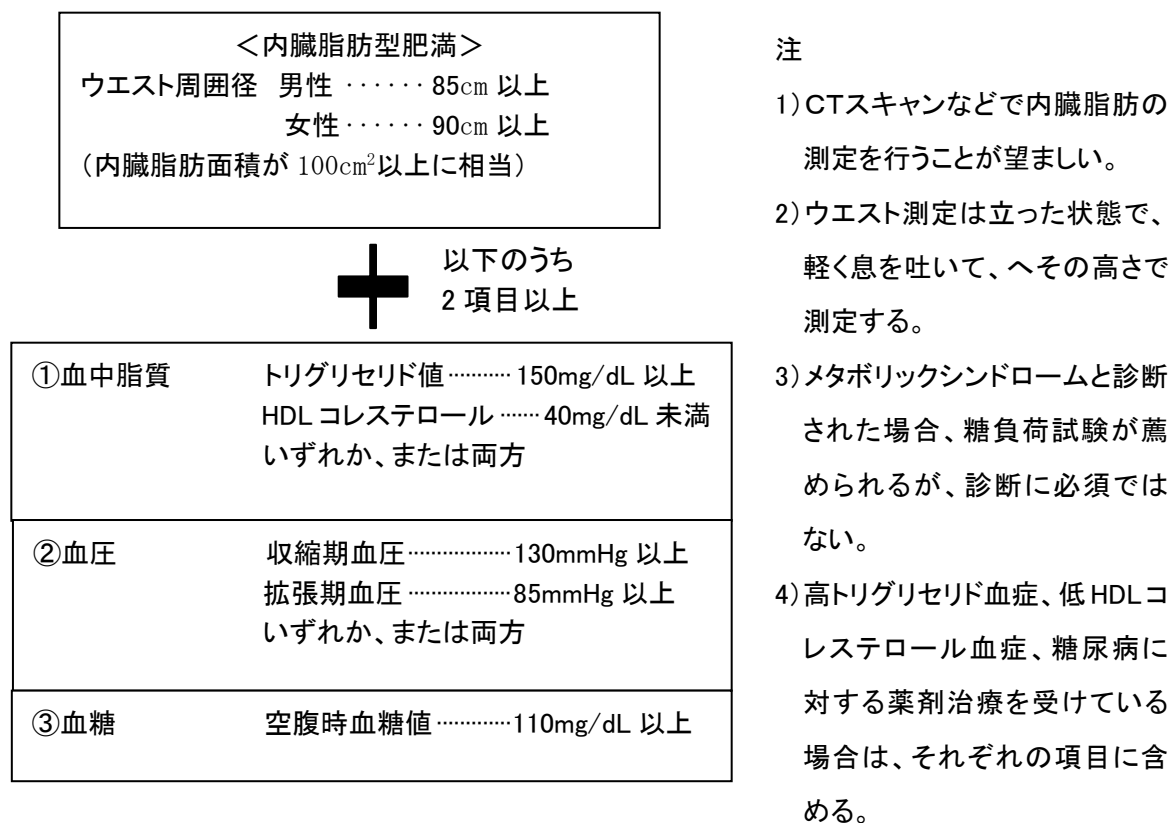 ＜内臓脂肪型肥満＞
ウエスト周囲径 男性 ‥‥‥ 85cm 以上
女性 ‥‥‥ 90cm 以上
（内臓脂肪面積が 100cm²以上に相当）
以下のうち
2 項目以上
①血中脂質 トリグリセリド値 ………… 150mg/dL 以上
HDL コレステロール ……… 40mg/dL 未満
いずれか、または両方
②血圧 収縮期血圧 ……………… 130mmHg 以上
拡張期血圧 ……………… 85mmHg 以上
いずれか、または両方
③血糖 空腹時血糖値 ………… 110mg/dL 以上
注
1）CTスキャンなどで内臓脂肪の
測定を行うことが望ましい。
2）ウエスト測定は立った状態で、
軽く息を吐いて、へその高さで
測定する。
3）メタボリックシンドロームと診断
された場合、糖負荷試験が薦
められるが、診断に必須では
ない。
4）高トリグリセリド血症、低 HDLコ
レステロール血症、糖尿病に
対する薬剤治療を受けている
場合は、それぞれの項目に含
める。